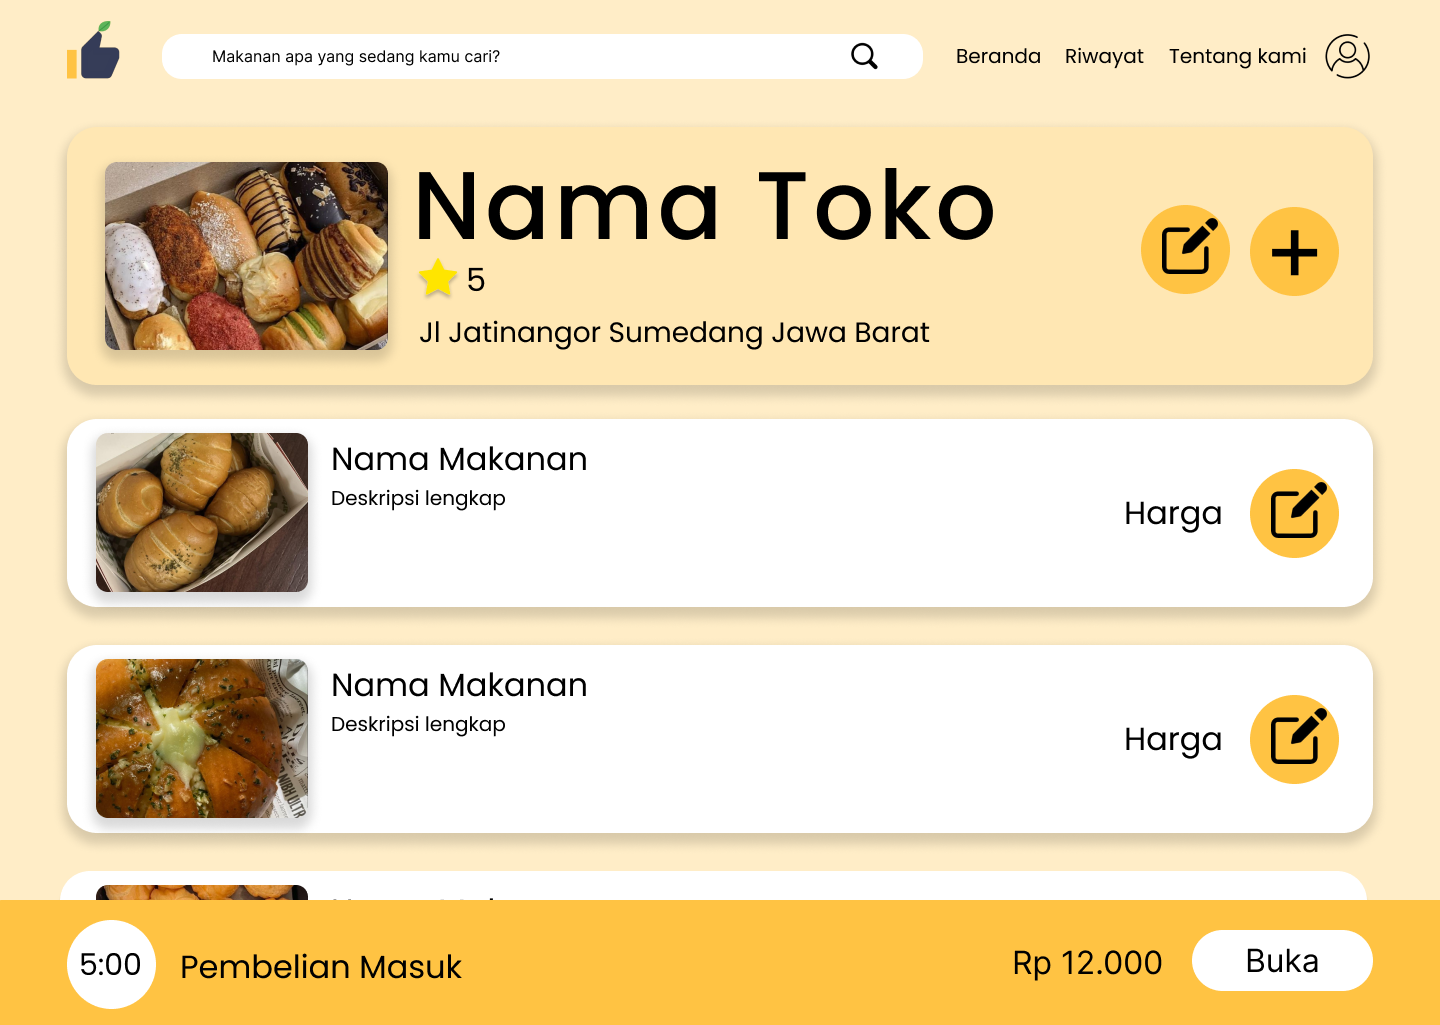 Makanan apa yang sedang kamu cari?
Beranda
Riwayat
Tentang kami
Nama Toko
5
Jl Jatinangor Sumedang Jawa Barat
Nama Makanan
Deskripsi lengkap
Harga
Nama Makanan
Deskripsi lengkap
Harga
5:00
Pembelian Masuk
Rp 12.000
Buka